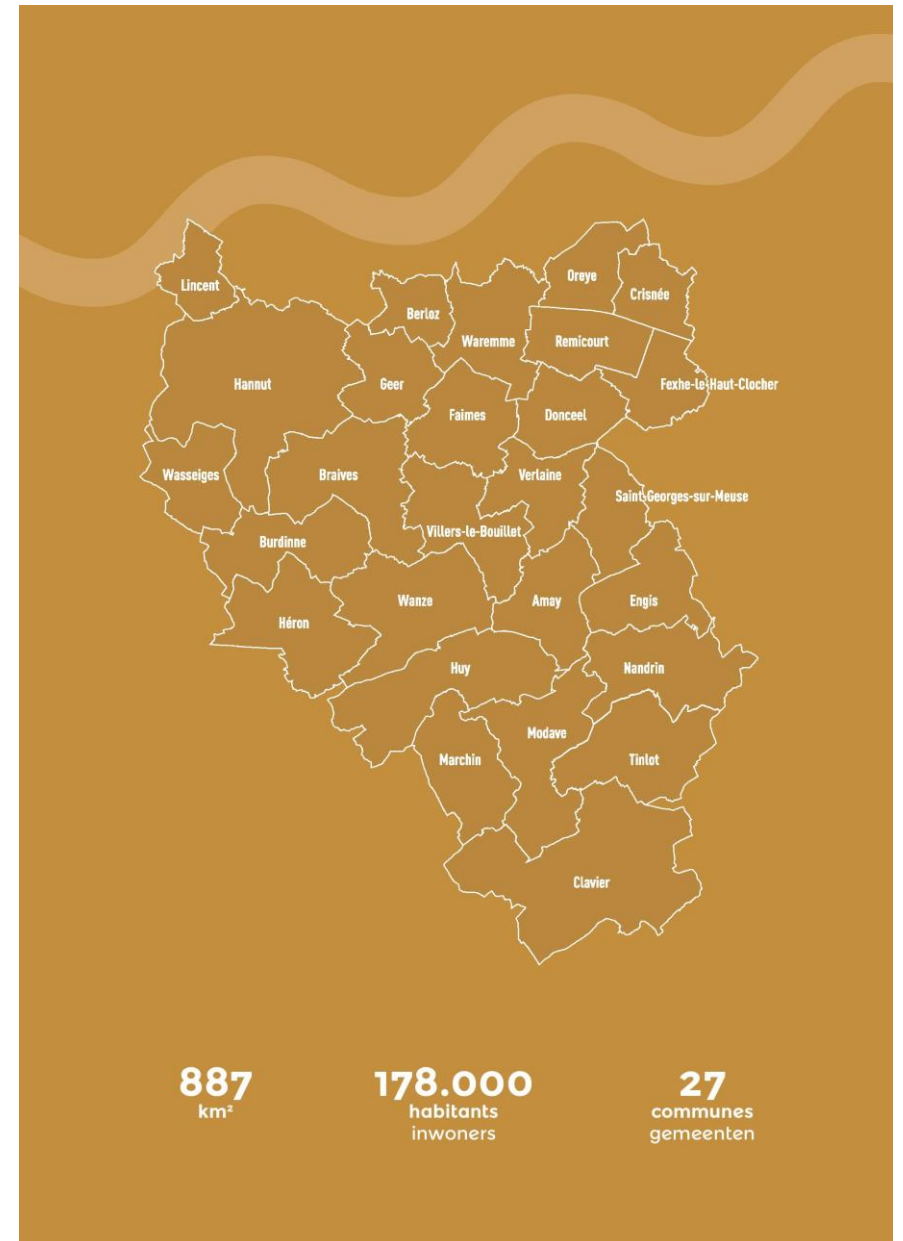 Lincent
Oreye
Crisnée
Berloz
Waremme
Remicourt
Hannut
Geer
Fexhe-le-Haut-Clocher
Faimes
Donceel
Wasseiges
Braives
Verlaine
Saint-Georges-sur-Meuse
Villers-le-Bouillet
Burdinne
Wanze
Amay
Engis
Héron
Huy
Nandrin
Modave
Marchin
Tinlot
Clavier
887
km²
178.000
habitants
inwoners
27
communes
gemeenten